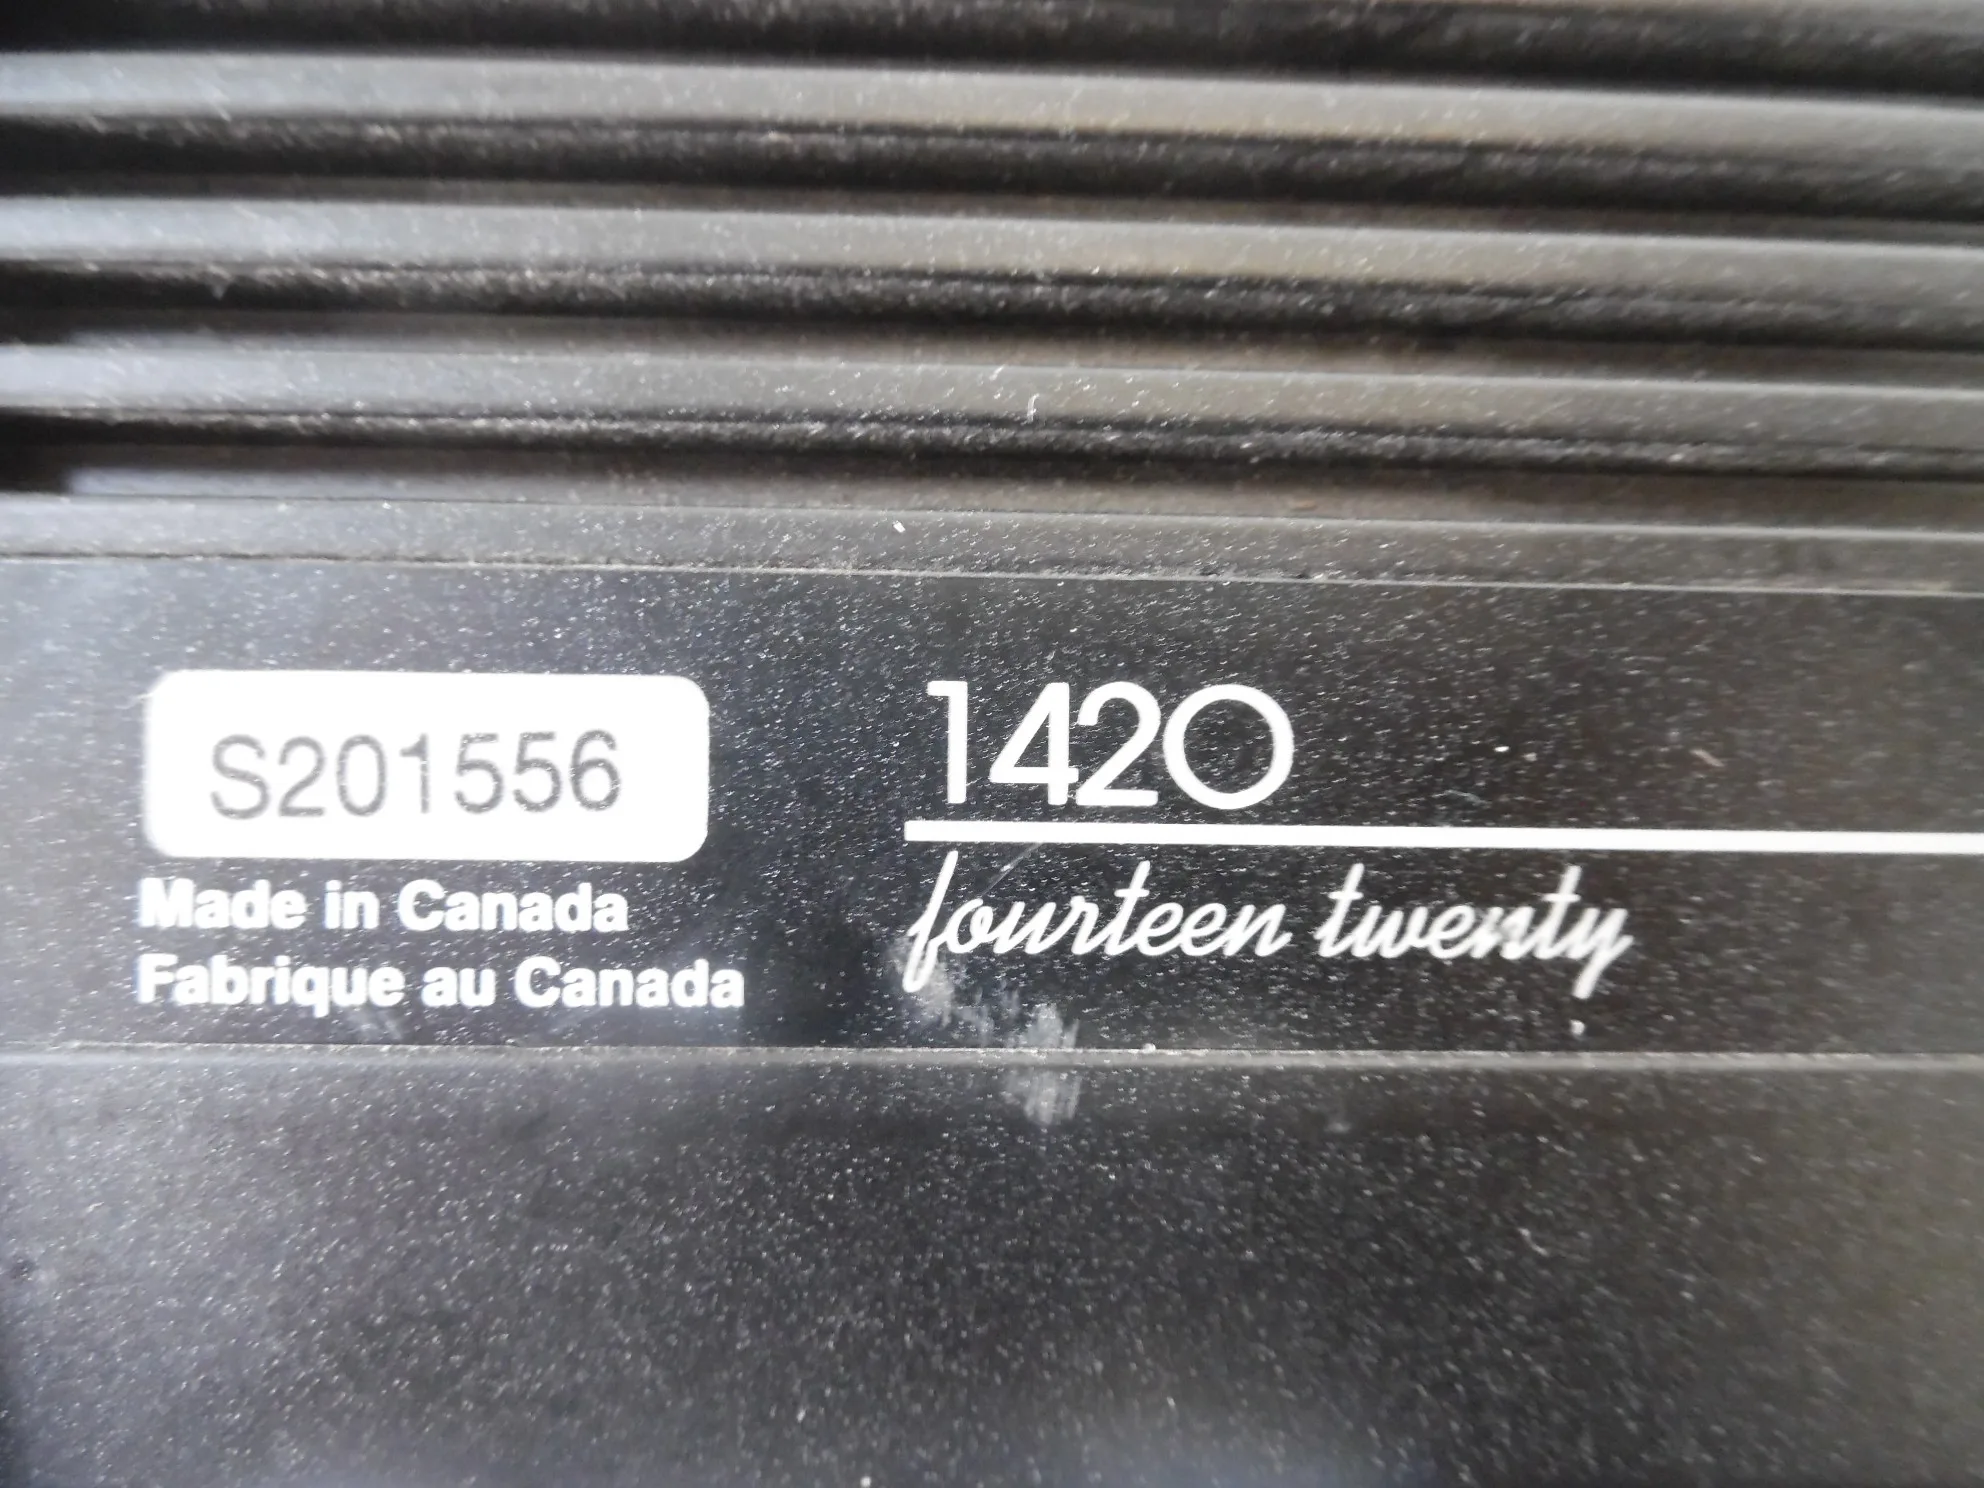 S201556
Made in Canada
Fabrique au Canada
1420
fourteen twenty